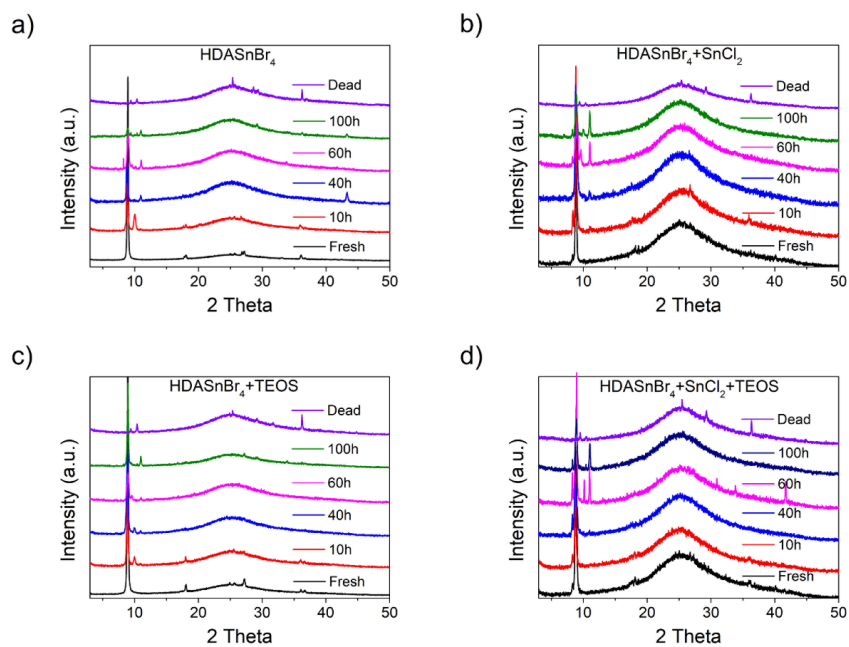 a)
HDASnBr4
Intensity (a.u.)
Dead
100h
60h
40h
10h
Fresh
10 20 30 40 50
2 Theta
b)
HDASnBr4+SnCl2
Intensity (a.u.)
Dead
100h
60h
40h
10h
Fresh
10 20 30 40 50
2 Theta
c)
HDASnBr4+TEOS
Intensity (a.u.)
Dead
100h
60h
40h
10h
Fresh
10 20 30 40 50
2 Theta
d)
HDASnBr4+SnCl2+TEOS
Intensity (a.u.)
Dead
100h
60h
40h
10h
Fresh
10 20 30 40 50
2 Theta